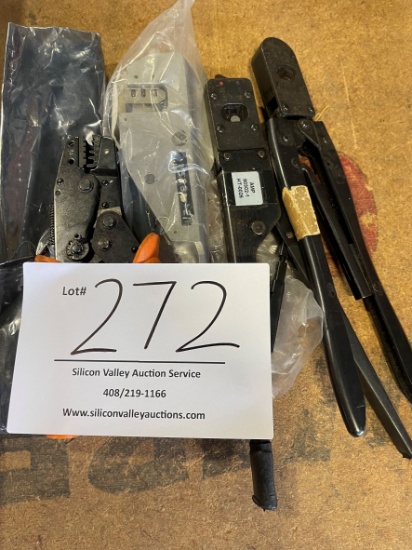 AMP
Lot# 272
Silicon Valley Auction Service
408/219-1166
Www.siliconvalleyauctions.com